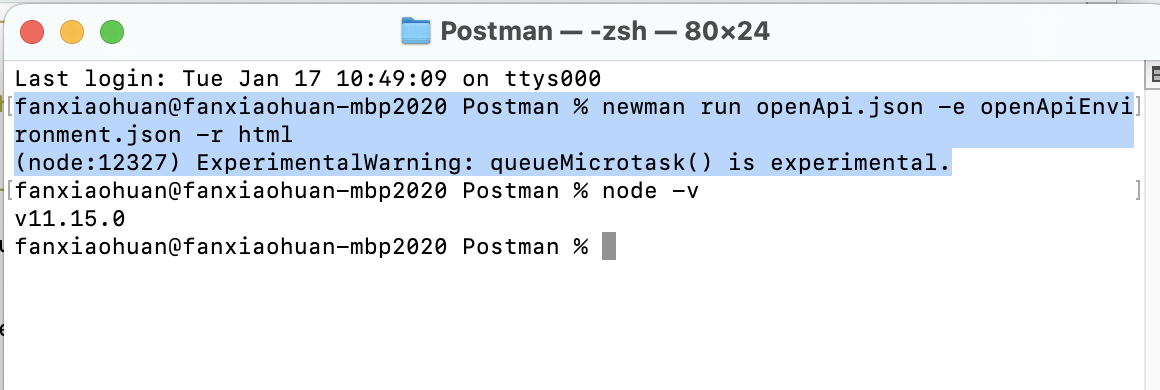 Postman — -zsh — 80×24
Last login: Tue Jan 17 10:49:09 on ttys000
[fanxiaohuan@fanxiaohuan-mbp2020 Postman % newman run openApi.json -e openApiEnvi]
ronment.json -r html
(node:12327) ExperimentalWarning: queueMicrotask() is experimental.
[fanxiaohuan@fanxiaohuan-mbp2020 Postman % node -v ]
v11.15.0
fanxiaohuan@fanxiaohuan-mbp2020 Postman %